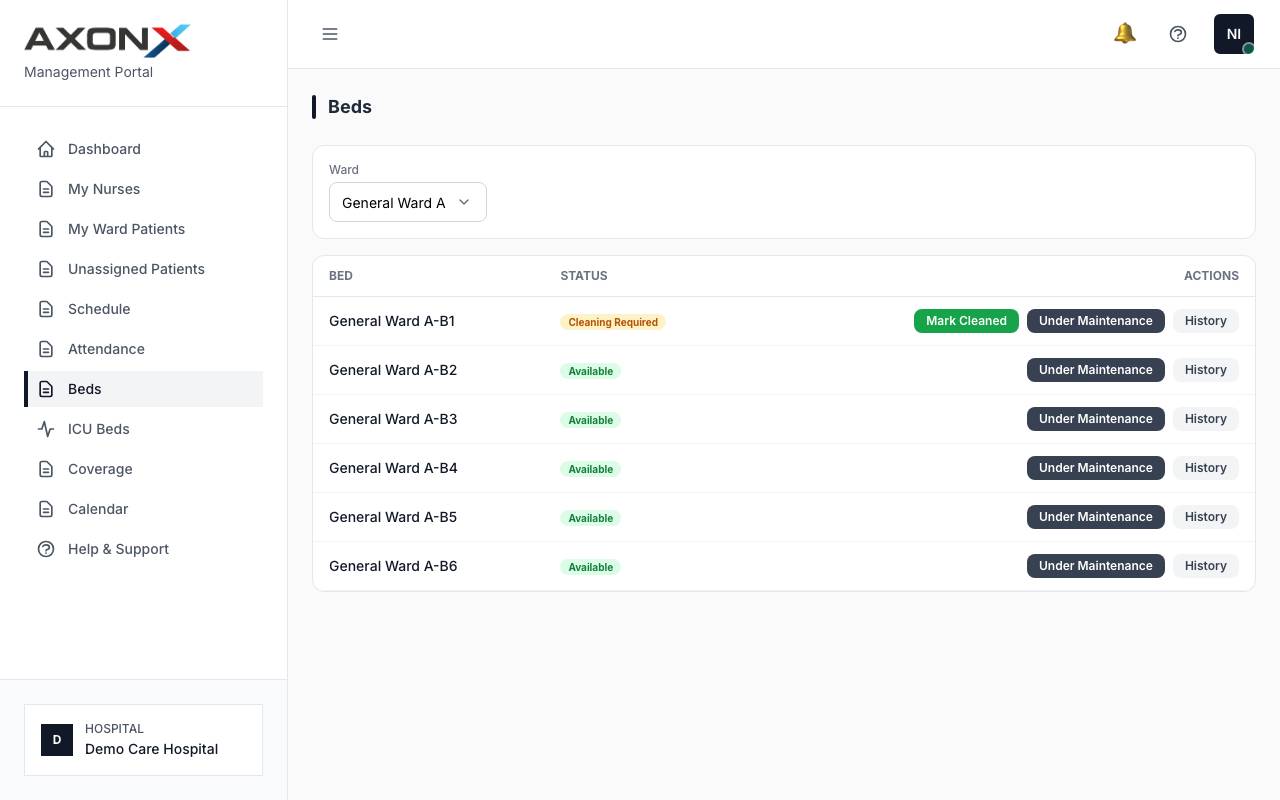 AXONX
Management Portal
Dashboard
My Nurses
My Ward Patients
Unassigned Patients
Schedule
Attendance
Beds
ICU Beds
Coverage
Calendar
Help & Support
D
HOSPITAL
Demo Care Hospital
NI
Beds
Ward
General Ward A
BED STATUS ACTIONS
General Ward A-B1 Cleaning Required Mark Cleaned Under Maintenance History
General Ward A-B2 Available Under Maintenance History
General Ward A-B3 Available Under Maintenance History
General Ward A-B4 Available Under Maintenance History
General Ward A-B5 Available Under Maintenance History
General Ward A-B6 Available Under Maintenance History